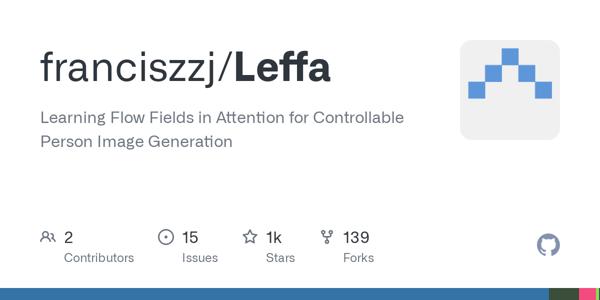 franciszzj/Leffa
Learning Flow Fields in Attention for Controllable
Person Image Generation
2 15 1k 139
Contributors Issues Stars Forks